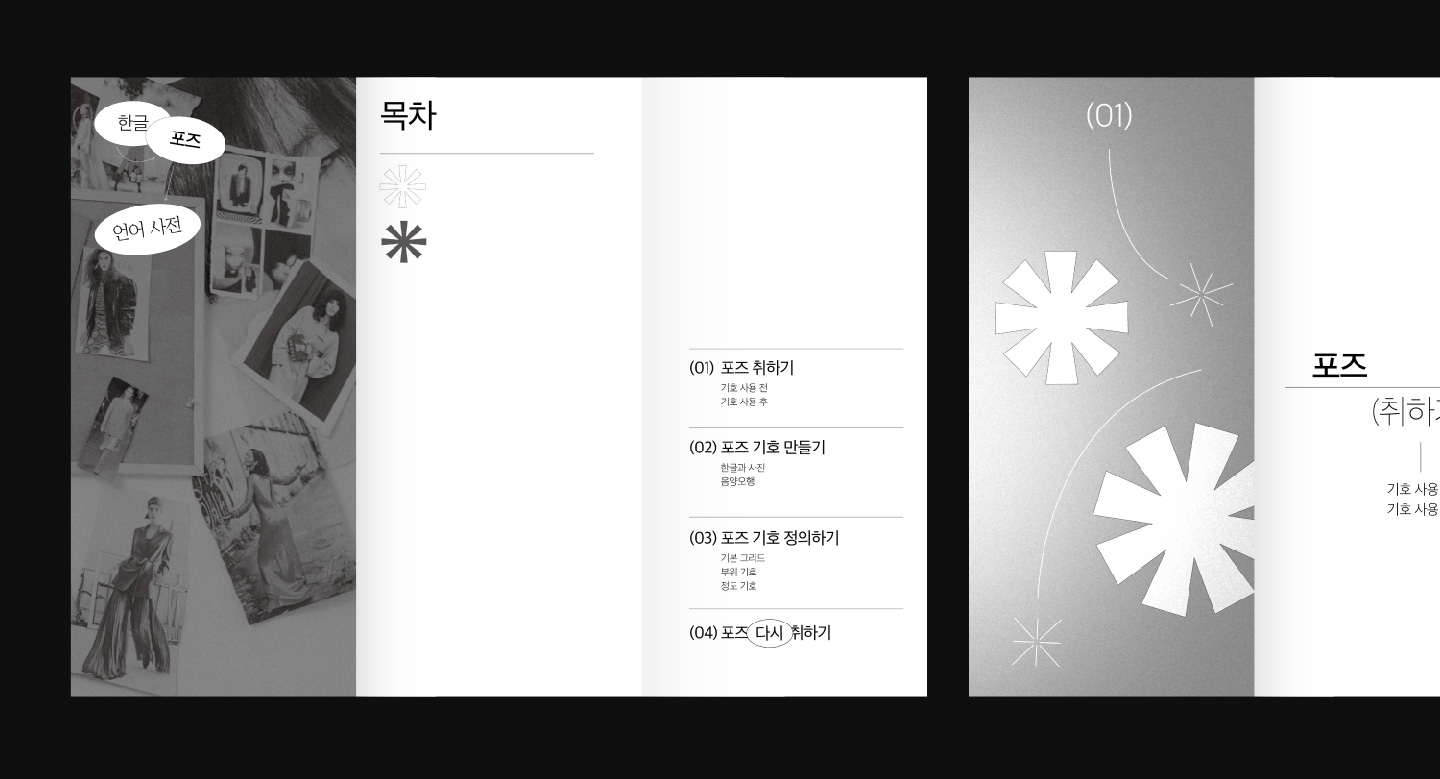 한글
포즈
언어 사전
목차
(01) 포즈 취하기
기호 사용 전
기호 사용 후
(02) 포즈 기호 만들기
한글과 사진
음양오행
(03) 포즈 기호 정의하기
기본 그리드
부위 기호
정도 기호
(04) 포즈 다시 취하기
(01)
포즈
(취하
기호 사용
기호 사용